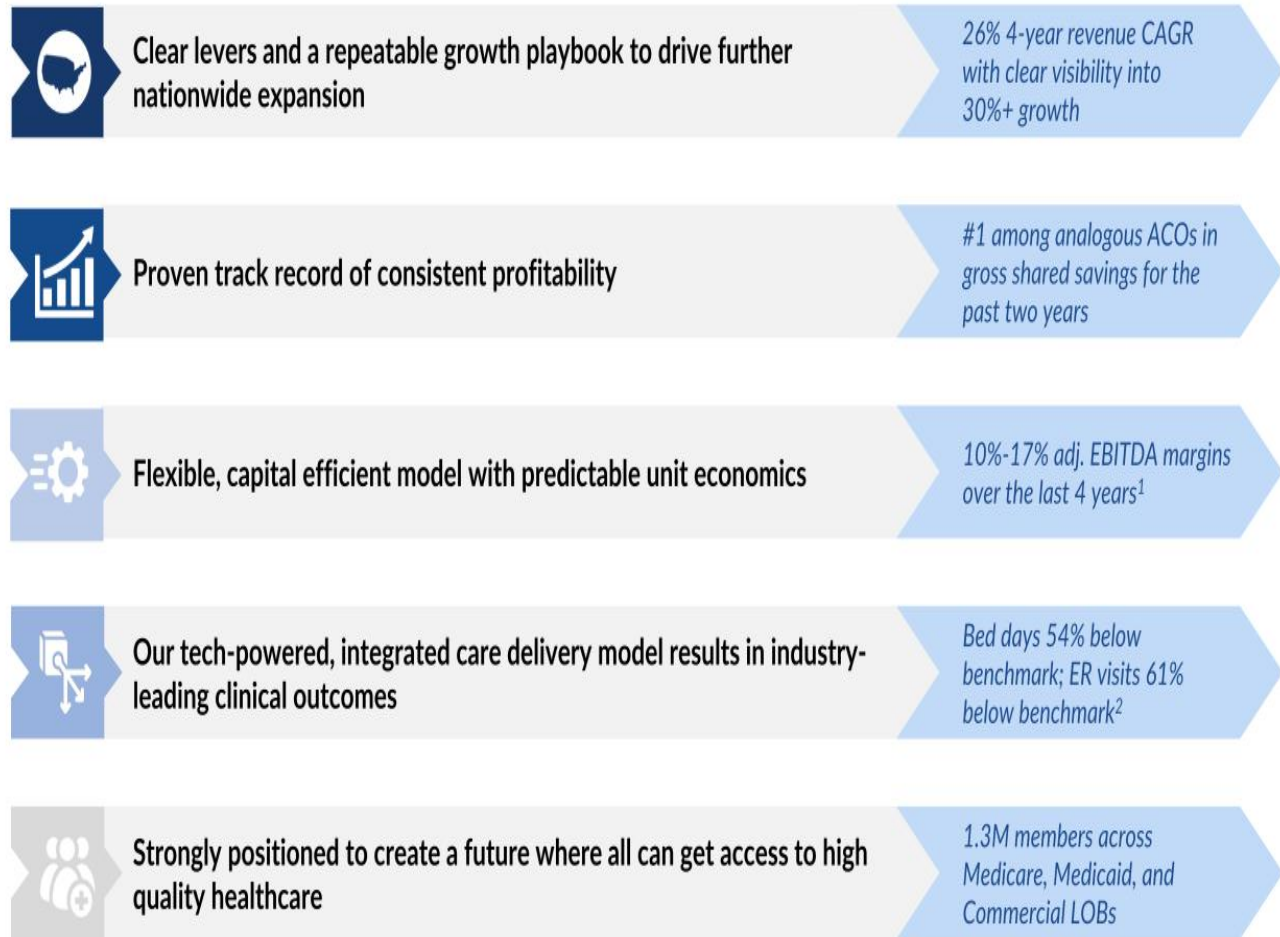 Clear levers and a repeatable growth playbook to drive further
nationwide expansion
26% 4-year revenue CAGR
with clear visibility into
30%+ growth
Proven track record of consistent profitability
#1 among analogous ACOs in
gross shared savings for the
past two years
Flexible, capital efficient model with predictable unit economics
10%-17% adj. EBITDA margins
over the last 4 years¹
Our tech-powered, integrated care delivery model results in industry-
leading clinical outcomes
Bed days 54% below
benchmark; ER visits 61%
below benchmark²
Strongly positioned to create a future where all can get access to high
quality healthcare
1.3M members across
Medicare, Medicaid, and
Commercial LOBs